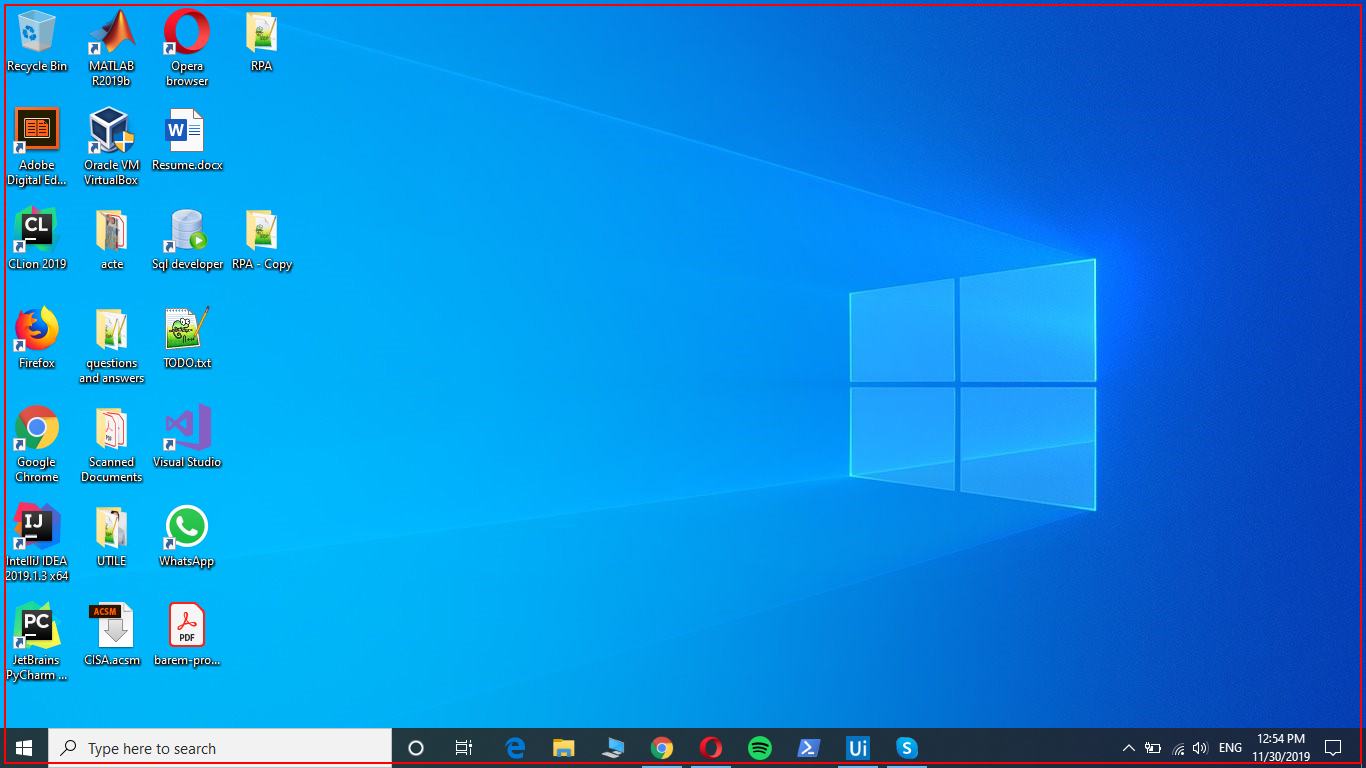 Recycle Bin
MATLAB
R2019b
Opera
browser
RPA
Adobe
Digital Ed...
Oracle VM
VirtualBox
W
Resume.docx
CL
CLion 2019
acte
Sql developer
RPA - Copy
Firefox
questions
and answers
TODO.txt
Google
Chrome
PDF
Scanned
Documents
Visual Studio
IJ
IntelliJ IDEA
2019.1.3 x64
UTILE
WhatsApp
PC
JetBrains
PyCharm ...
ACSM
CISA.acsm
PDF
barem-pro...
Type here to search
Ui
S
ENG
12:54 PM
11/30/2019